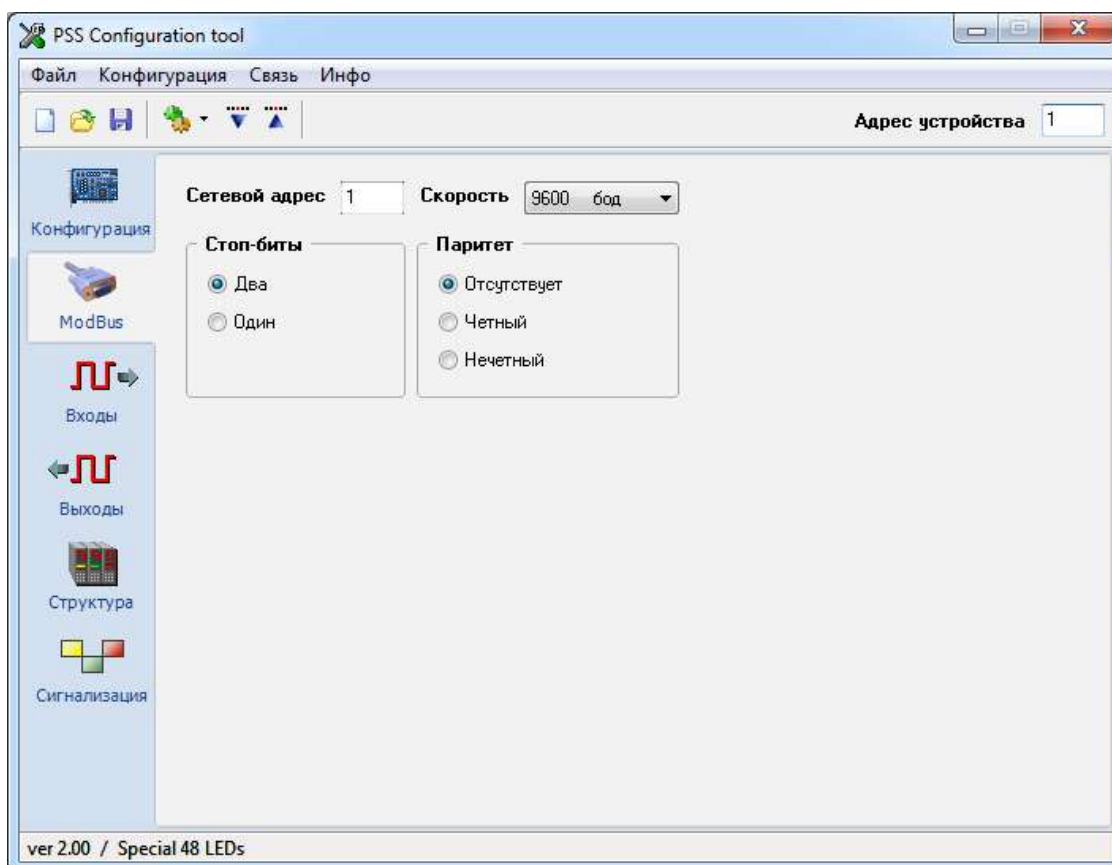 PSS Configuration tool
Файл Конфигурация Связь Инфо
Адрес устройства 1
Конфигурация
ModBus
Входы
Выходы
Структура
Сигнализация
Сетевой адрес 1 Скорость 9600 бод
Стоп-биты
Два
Один
Паритет
Отсутствует
Четный
Нечетный
ver 2.00 / Special 48 LEDs